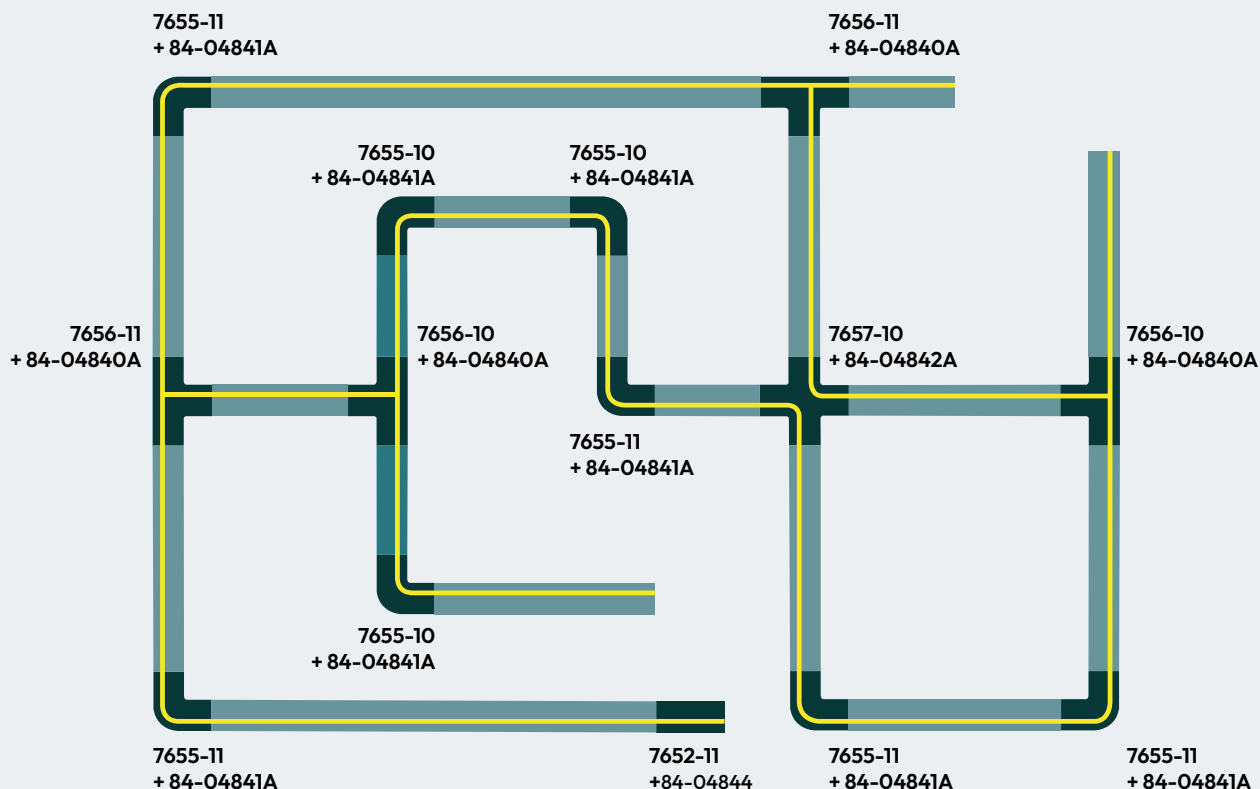 7655-11
+ 84-04841A
7656-11
+ 84-04840A
7655-10
+ 84-04841A
7655-10
+ 84-04841A
7656-11
+ 84-04840A
7656-10
+ 84-04840A
7657-10
+ 84-04842A
7656-10
+ 84-04840A
7655-11
+ 84-04841A
7655-10
+ 84-04841A
7655-11
+ 84-04841A
7652-11
+84-04844
7655-11
+ 84-04841A
7655-11
+ 84-04841A